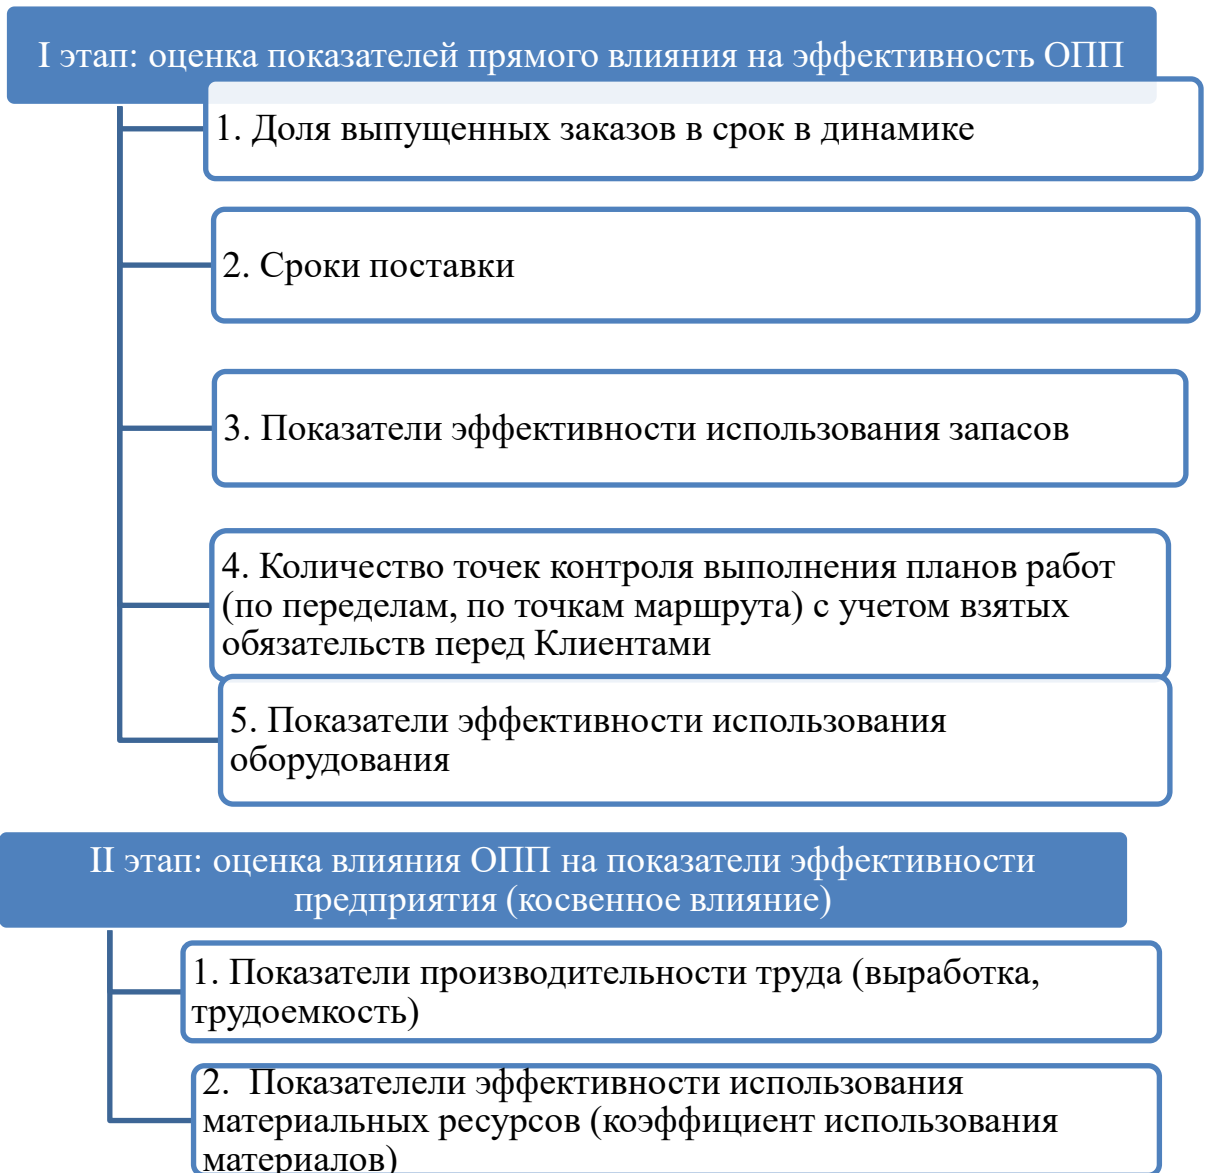 I этап: оценка показателей прямого влияния на эффективность ОПП
1. Доля выпущенных заказов в срок в динамике
2. Сроки поставки
3. Показатели эффективности использования запасов
4. Количество точек контроля выполнения планов работ
(по переделам, по точкам маршрута) с учетом взятых
обязательств перед Клиентами
5. Показатели эффективности использования
оборудования
II этап: оценка влияния ОПП на показатели эффективности
предприятия (косвенное влияние)
1. Показатели производительности труда (выработка,
трудоемкость)
2. Показателели эффективности использования
материальных ресурсов (коэффициент использования
материалов)